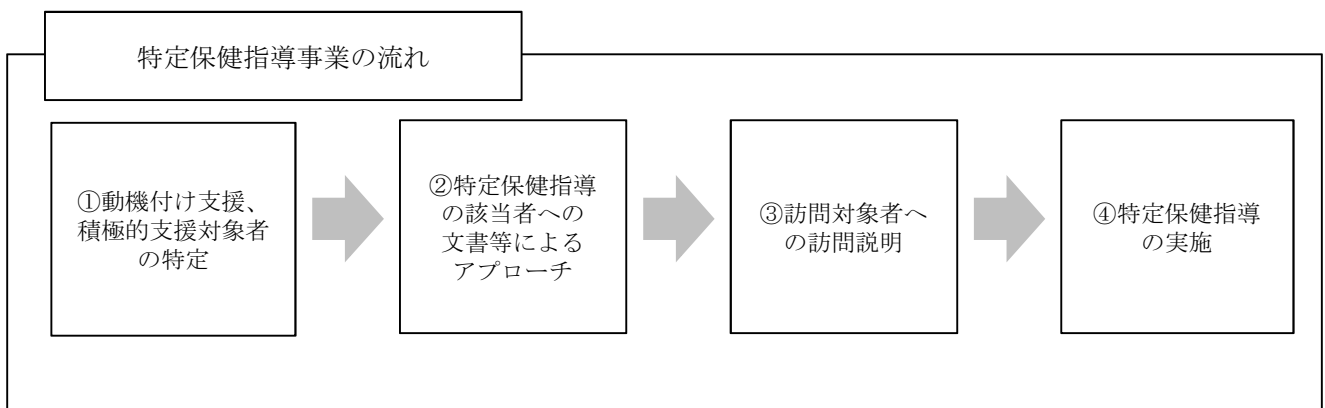 特定保健指導事業の流れ
①動機付け支援、
積極的支援対象者
の特定
②特定保健指導
の該当者への
文書等による
アプローチ
③訪問対象者へ
の訪問説明
④特定保健指導
の実施